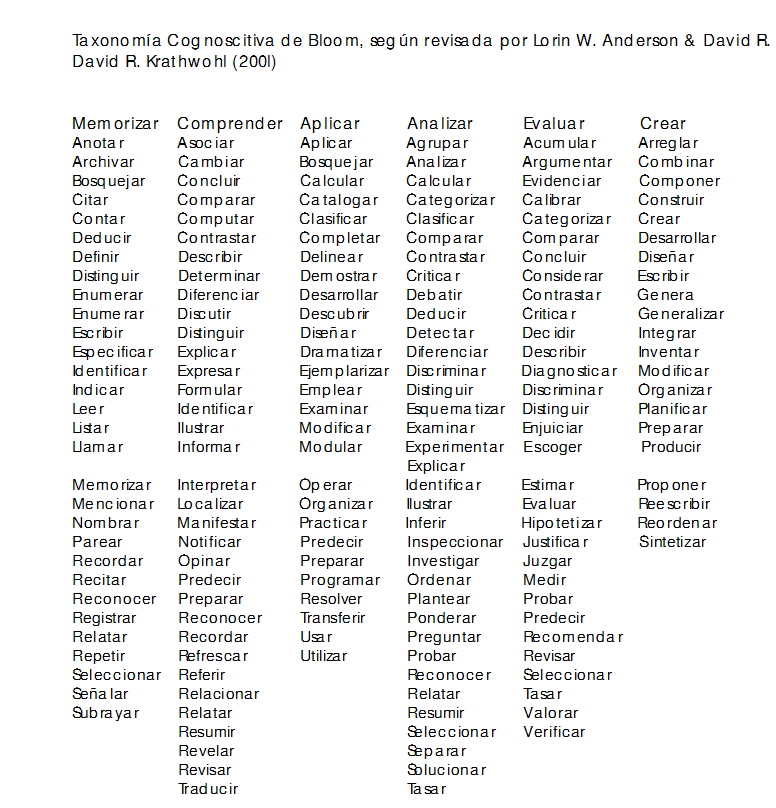 Taxonomía Cognoscitiva de Bloom, según revisada por Lorin W. Anderson & David R.
David R. Krathwohl (200l)
Memorizar Comprender Aplicar Analizar Evaluar Crear
Anotar Asociar Aplicar Agrupar Acumular Arreglar
Archivar Cambiar Bosquejar Analizar Argumentar Combinar
Bosquejar Concluir Calcular Calcular Evidenciar Componer
Citar Comparar Catalogar Categorizar Calibrar Construir
Contar Computar Clasificar Clasificar Categorizar Crear
Deducir Contrastar Completar Comparar Comparar Desarrollar
Definir Describir Delinear Contrastar Concluir Diseñar
Distinguir Determinar Demostrar Critica r Considerar Escribir
Enumerar Diferenciar Desarrollar Debatir Contrastar Genera
Enumerar Discutir Descubrir Deducir Critica r Generalizar
Escribir Distinguir Diseñar Detectar Decidir Integrar
Especificar Explicar Dramatizar Diferenciar Describir Inventar
Identificar Expresar Ejemplarizar Discriminar Diagnosticar Modificar
Indicar Formular Emplear Distinguir Discriminar Organizar
Leer Identificar Examinar Esquematizar Distinguir Planificar
Listar Ilustrar Modificar Examinar Enjuiciar Preparar
Llamar Informar Modular Experimentar Escoger Producir
Explicar
Memorizar Interpretar Operar Identificar Estimar Proponer
Mencionar Localizar Organizar Ilustrar Evaluar Reescribir
Nombrar Manifestar Practicar Inferir Hipotetizar Reordenar
Parear Notificar Predecir Inspeccionar Justificar Sintetizar
Recordar Opinar Preparar Investigar Juzgar
Recitar Predecir Programar Ordenar Medir
Reconocer Preparar Resolver Plantear Probar
Registrar Reconocer Transferir Ponderar Predecir
Relatar Recordar Usar Preguntar Recomendar
Repetir Refrescar Utilizar Probar Revisar
Seleccionar Referir Reconocer Seleccionar
Señalar Relacionar Relatar Tasar
Subrayar Relatar Resumir Valorar
Resumir Seleccionar Verificar
Revelar Separar
Revisar Solucionar
Traducir Tasar